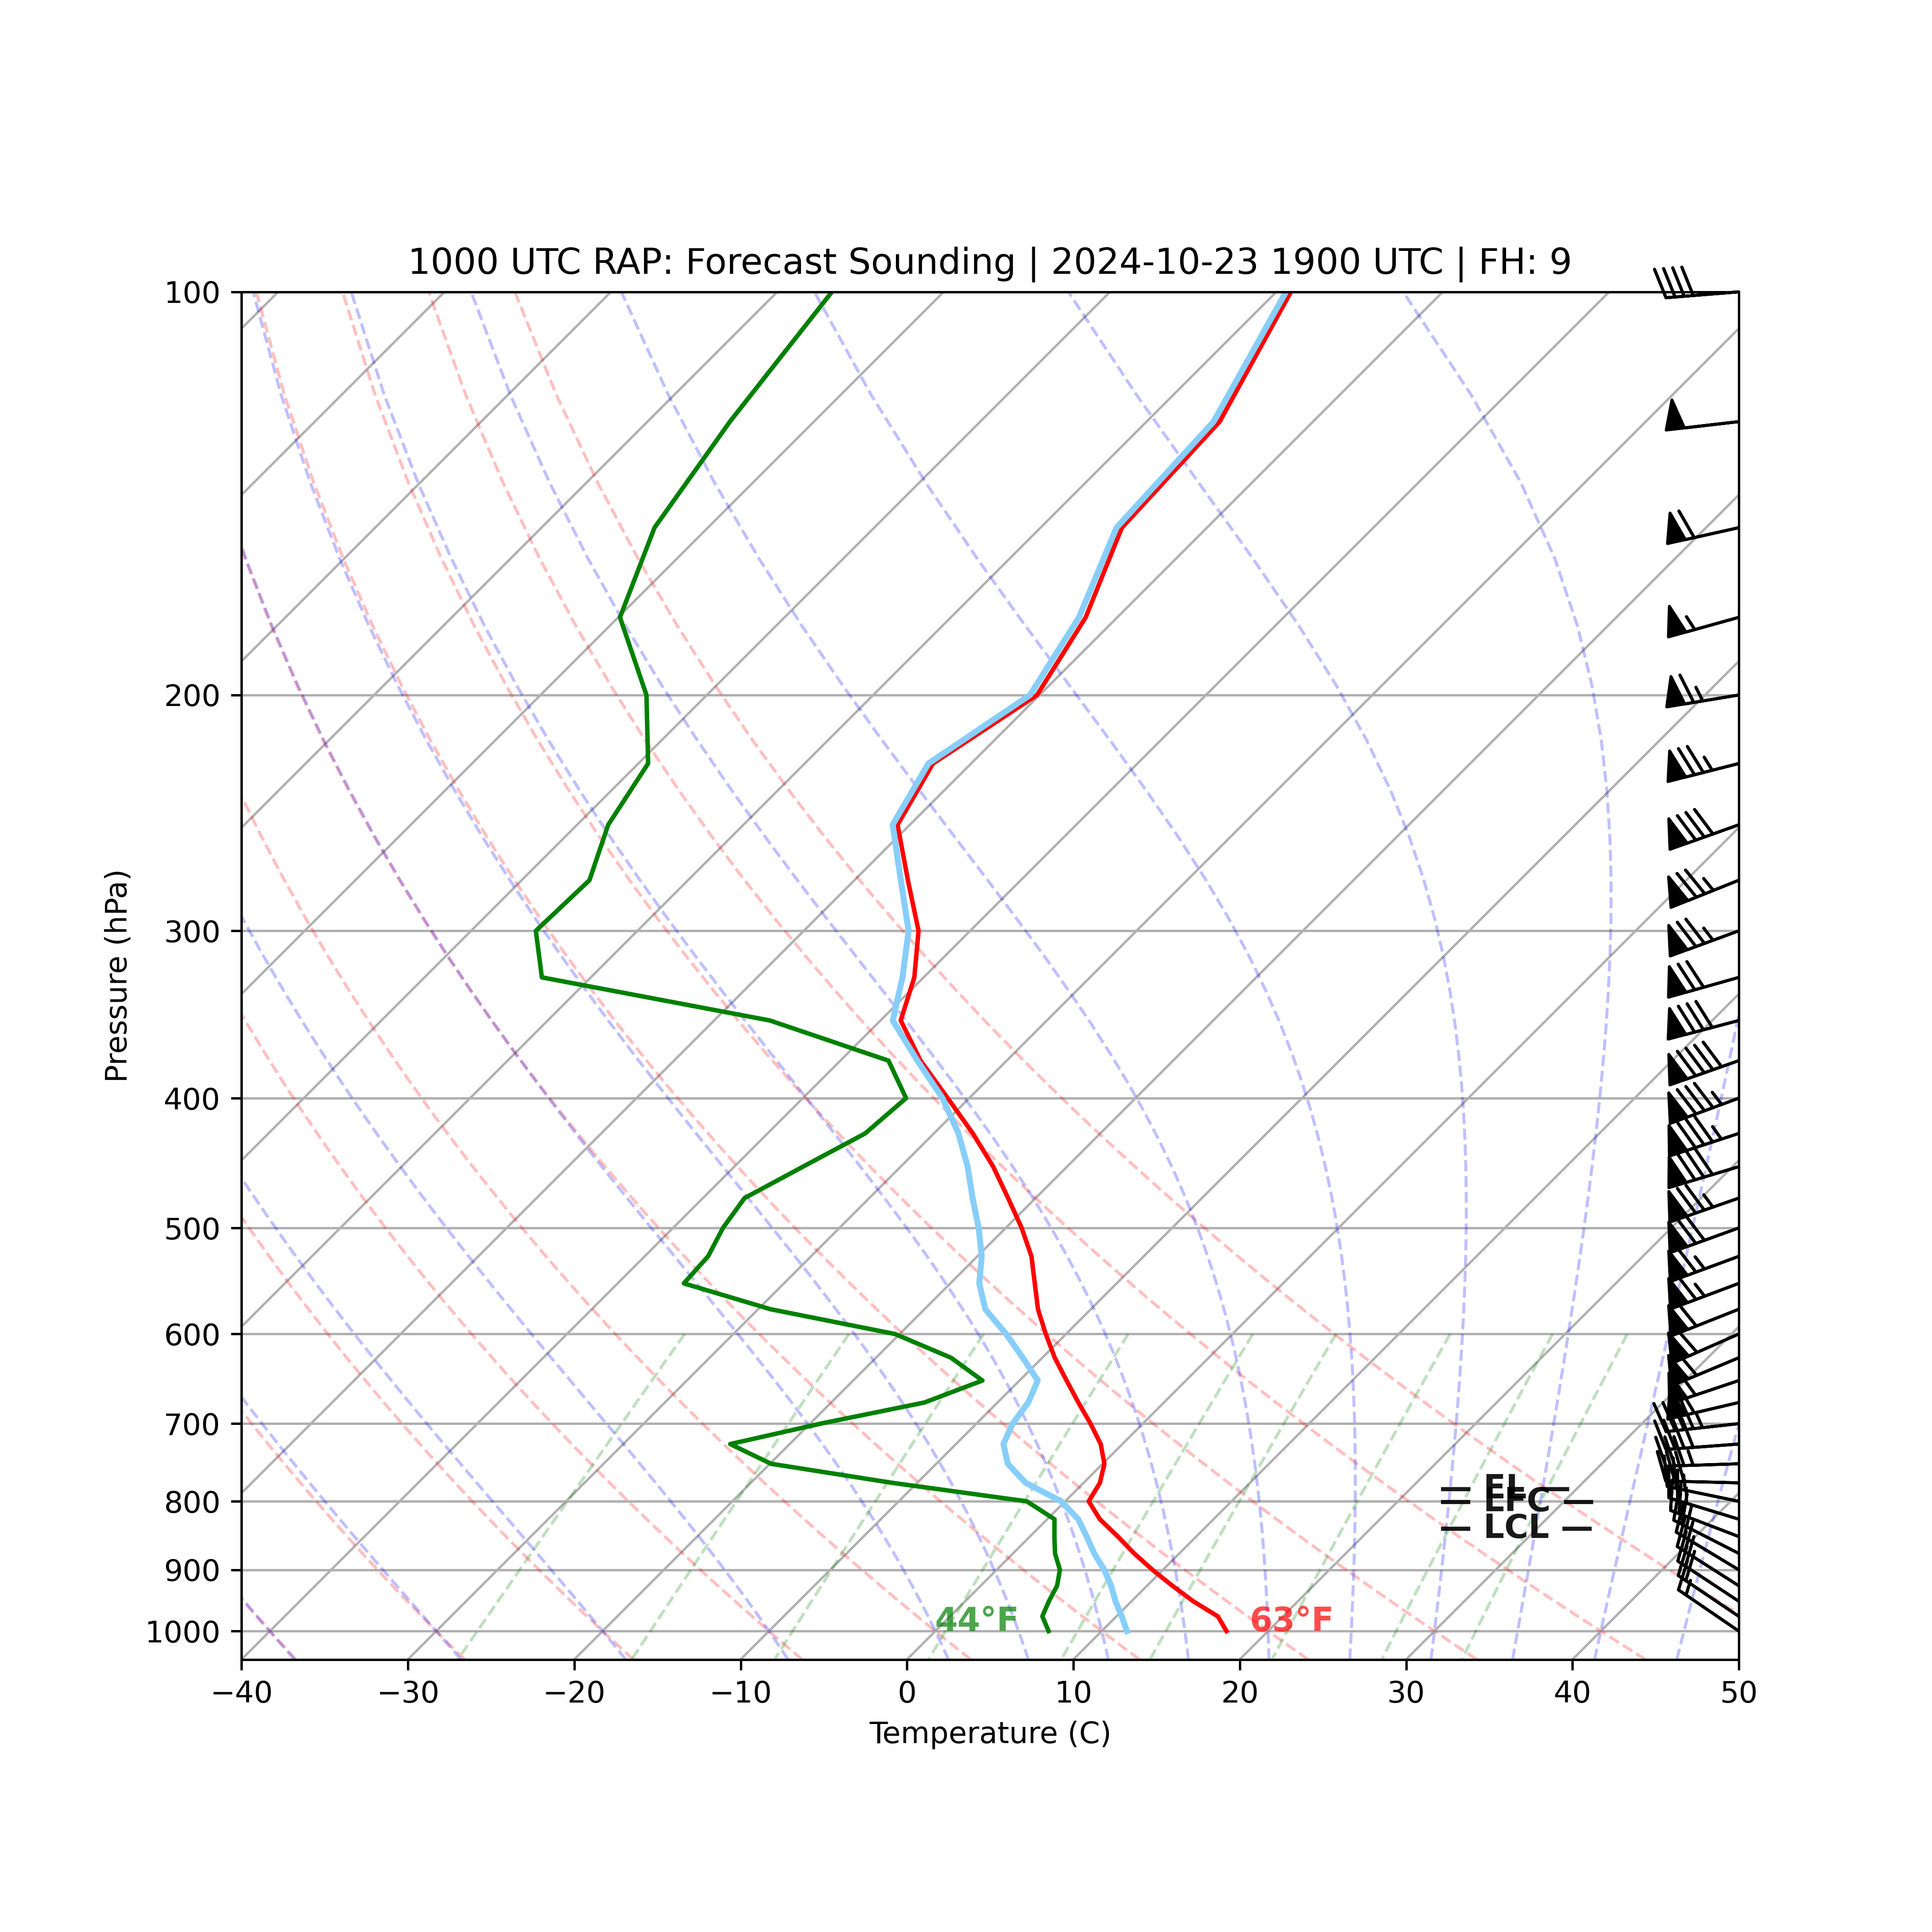 1000 UTC RAP: Forecast Sounding | 2024-10-23 1900 UTC | FH: 9
100
200
300
400
500
600
700
800
900
1000
Pressure (hPa)
— EL —
— LFC —
— LCL —
44°F
63°F
−40 −30 −20 −10 0 10 20 30 40 50
Temperature (C)